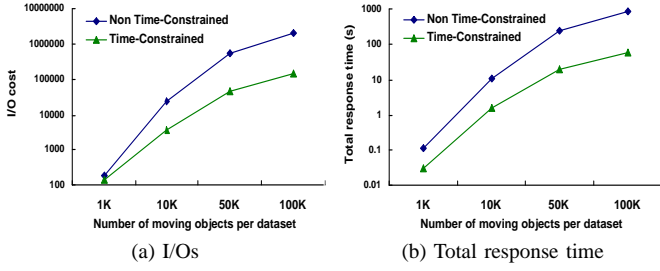 Non Time-Constrained
Time-Constrained
10000000
1000000
100000
10000
1000
100
I/O cost
1K
10K
50K
100K
Number of moving objects per dataset
(a) I/Os
Non Time-Constrained
Time-Constrained
1000
100
10
1
0.1
0.01
Total response time (s)
1K
10K
50K
100K
Number of moving objects per dataset
(b) Total response time